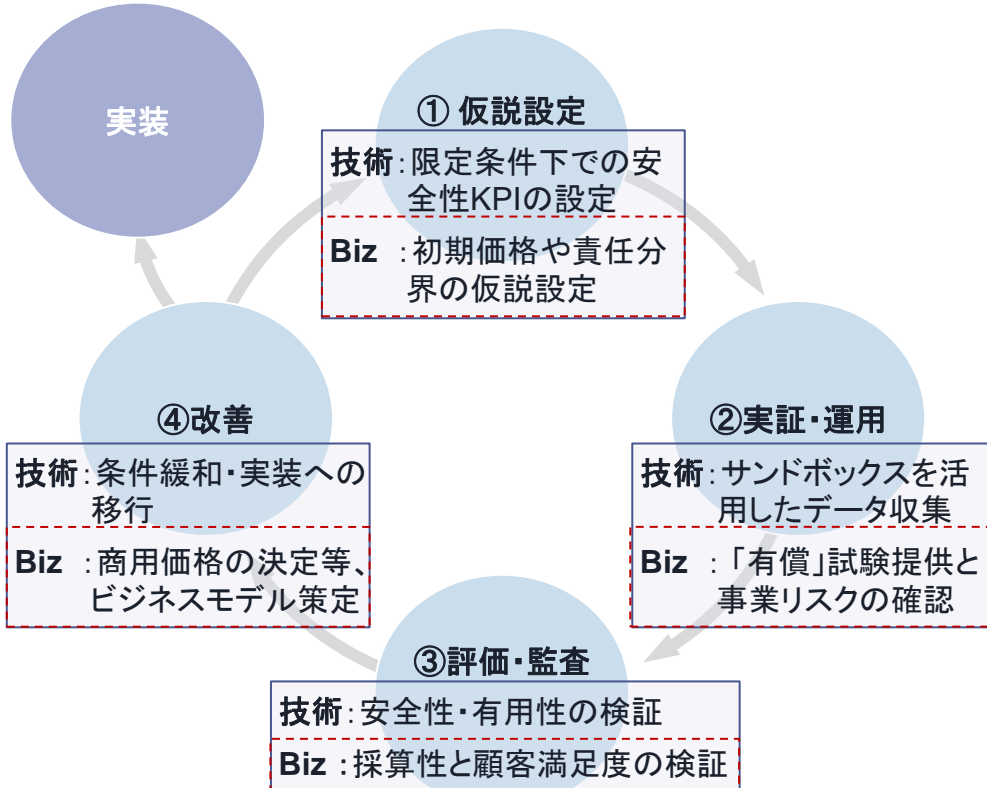 実装
① 仮説設定
技術：限定条件下での安
全性KPIの設定
Biz ：初期価格や責任分
界の仮説設定
②実証・運用
技術：サンドボックスを活
用したデータ収集
Biz ：「有償」試験提供と
事業リスクの確認
③評価・監査
技術：安全性・有用性の検証
Biz ：採算性と顧客満足度の検証
④改善
技術：条件緩和・実装への
移行
Biz ：商用価格の決定等、
ビジネスモデル策定